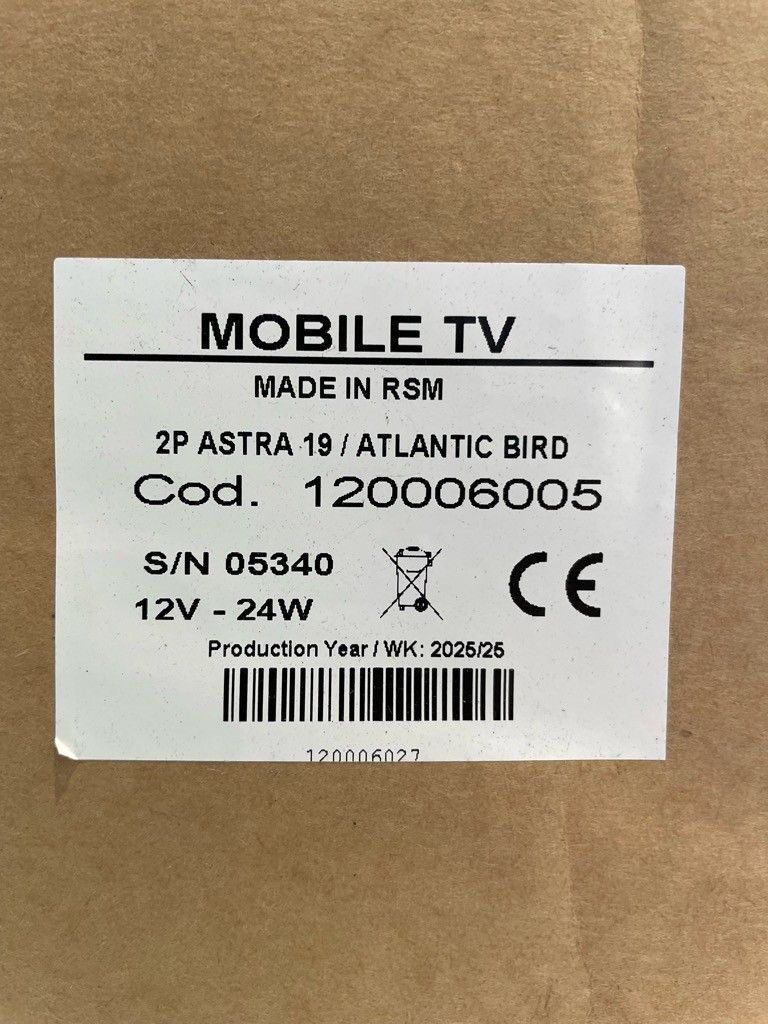 MOBILE TV
MADE IN RSM
2P ASTRA 19 / ATLANTIC BIRD
Cod. 120006005
S/N 05340
CE
12V - 24W
Production Year / WK: 2025/25
120006027